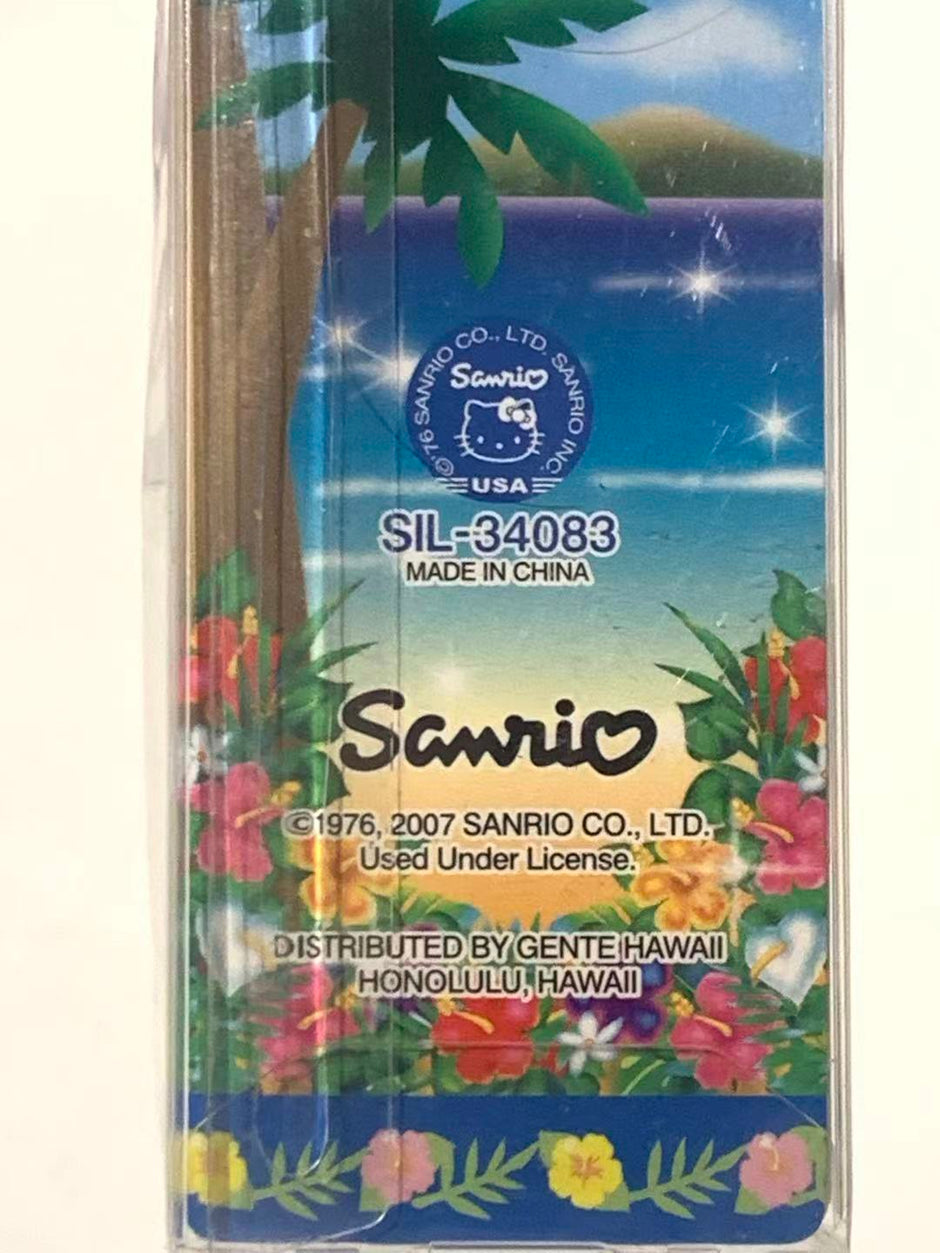 ©'76 SANRIO CO., LTD. SANRIO INC.
Sanrio
USA
SIL-34083
MADE IN CHINA
Sanrio
©1976, 2007 SANRIO CO., LTD.
Used Under License.
DISTRIBUTED BY GENTE HAWAII
HONOLULU, HAWAII